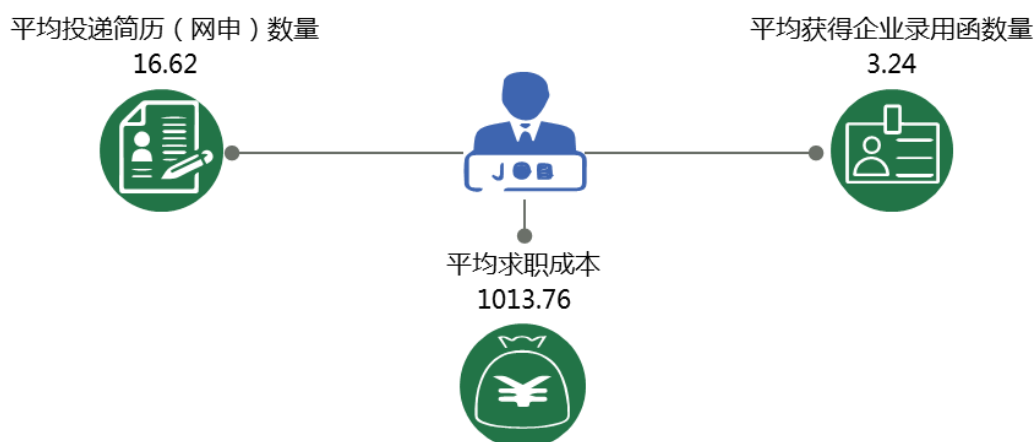 平均投递简历（网申）数量
16.62
平均获得企业录用函数量
3.24
JOB
平均求职成本
1013.76